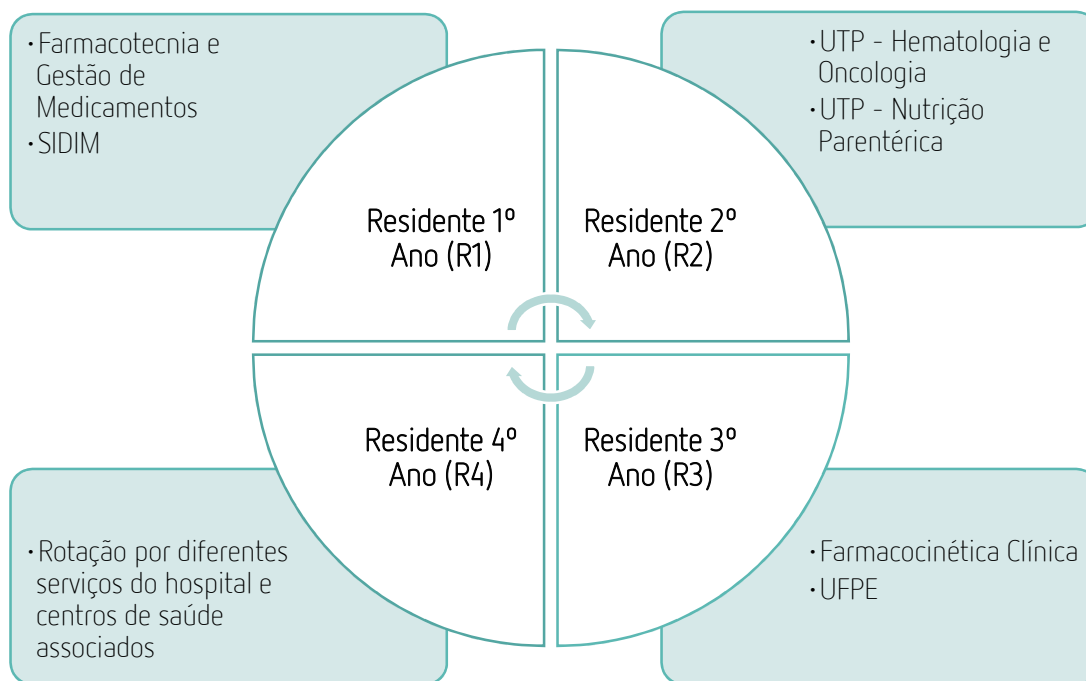 ·Farmacotecnia e
Gestão de
Medicamentos
·SIDIM
·UTP - Hematologia e
Oncologia
·UTP - Nutrição
Parentérica
Residente 1º
Ano (R1)
Residente 2º
Ano (R2)
Residente 4º
Ano (R4)
Residente 3º
Ano (R3)
·Rotação por diferentes
serviços do hospital e
centros de saúde
associados
·Farmacocinética Clínica
·UFPE